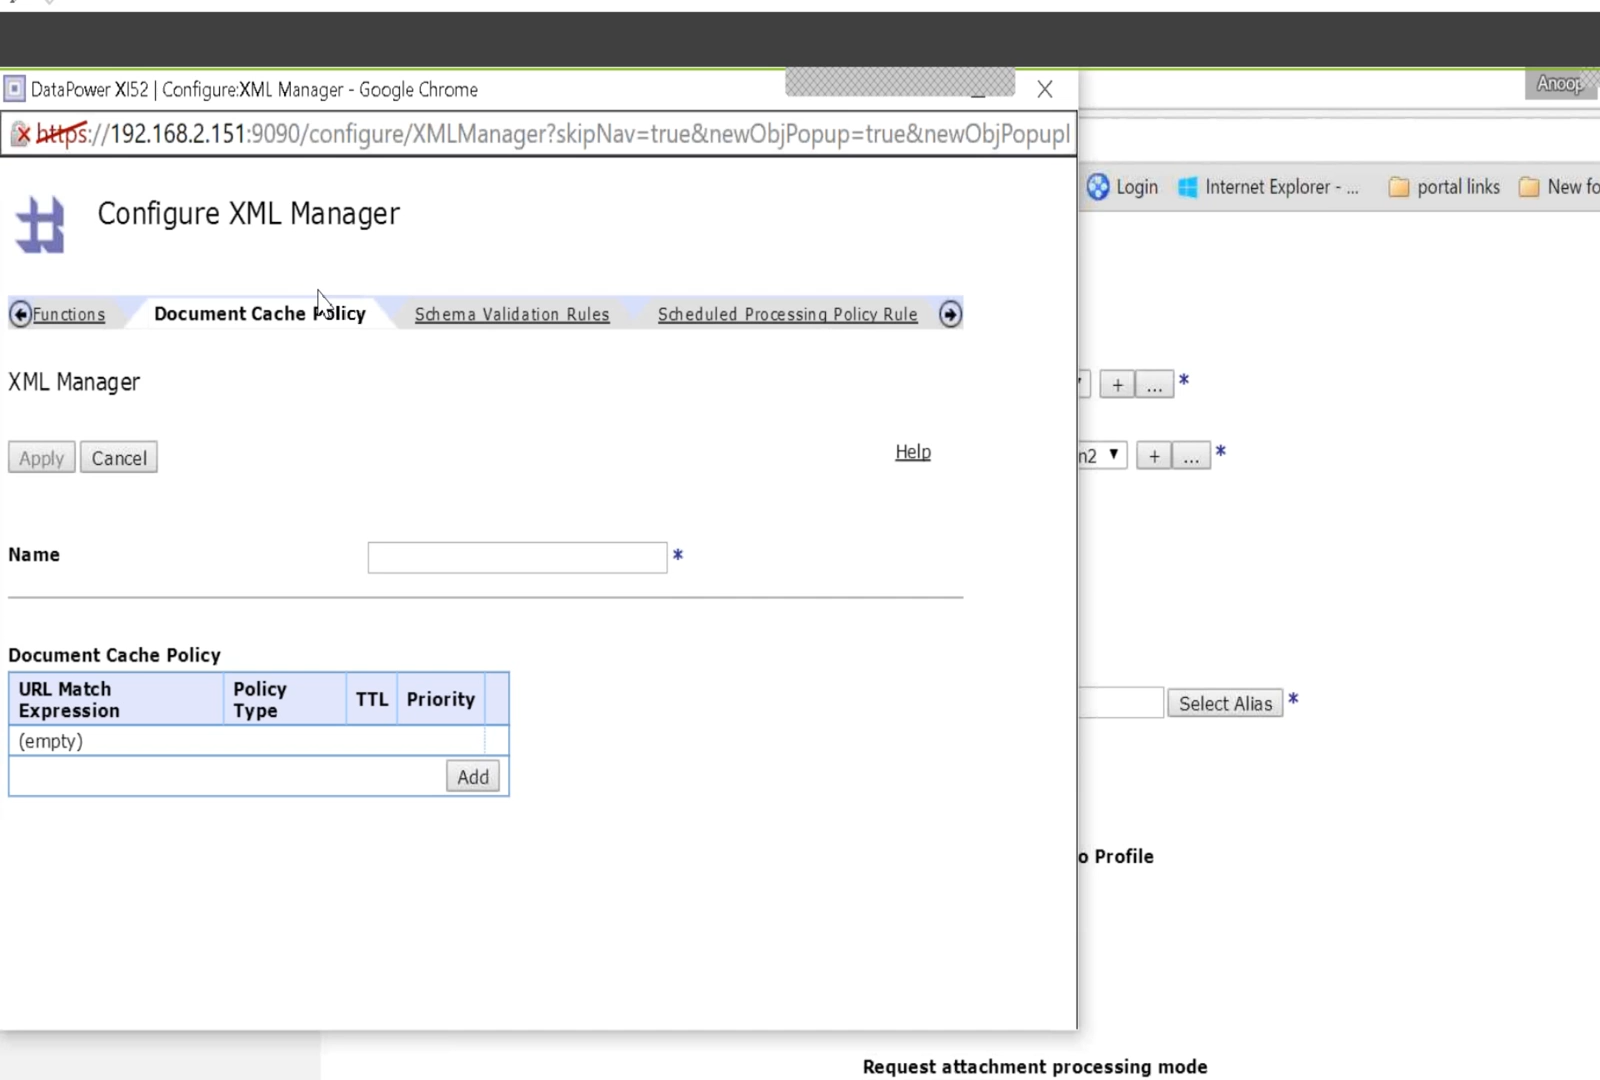 DataPower XI52 | Configure:XML Manager - Google Chrome
https://192.168.2.151:9090/configure/XMLManager?skipNav=true&newObjPopup=true&newObjPopupl
Login Internet Explorer - ... portal links New fo
Configure XML Manager
Functions Document Cache Policy Schema Validation Rules Scheduled Processing Policy Rule
XML Manager
+ ... *
Apply Cancel Help
n2 + ... *
Name *
Document Cache Policy
URL Match Expression Policy Type TTL Priority
(empty)
Add
Select Alias *
o Profile
Request attachment processing mode